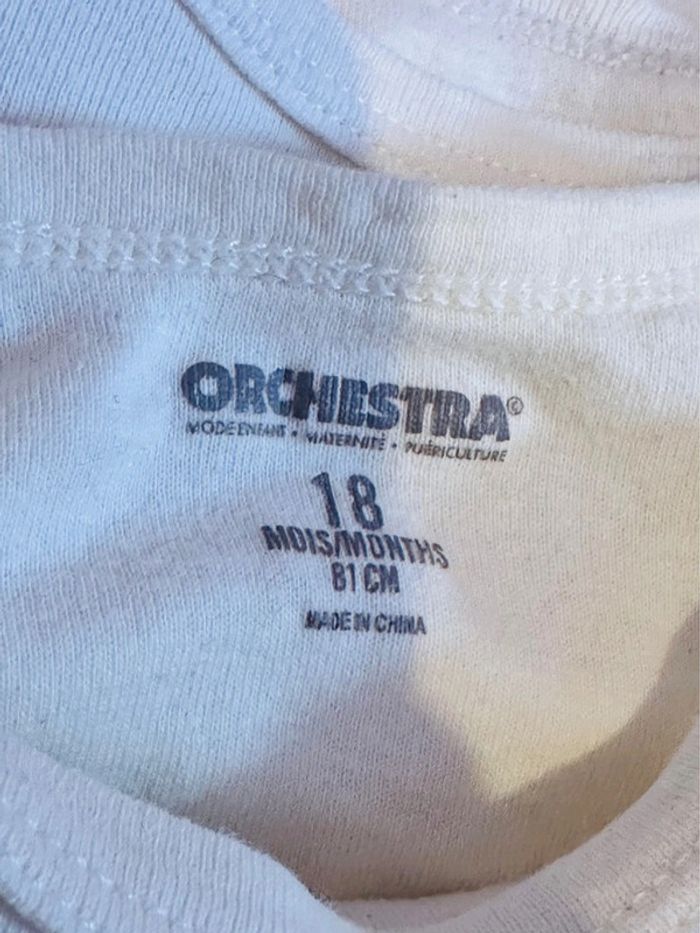 ORCHESTRA®
MODE ENFANT • MATERNITÉ • PUÉRICULTURE
18
MOIS/MONTHS
81 CM
MADE IN CHINA